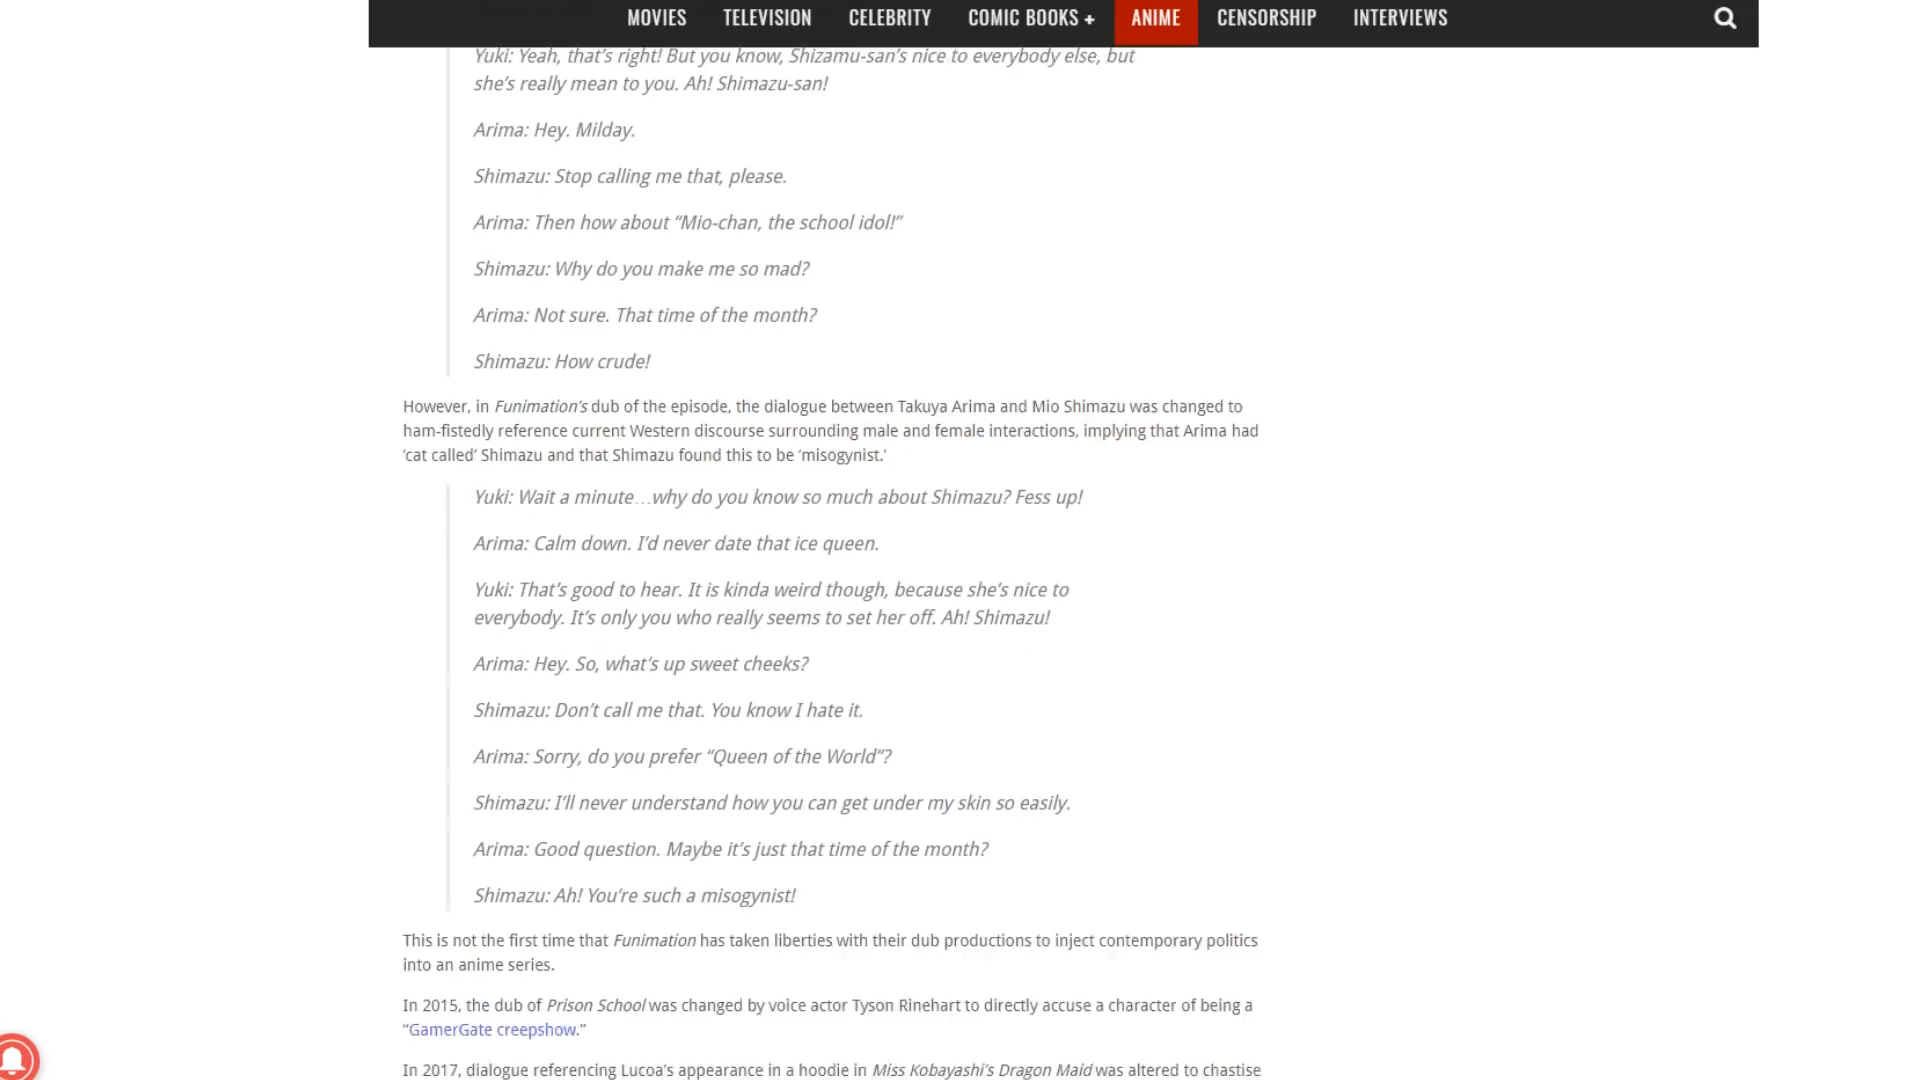 MOVIES TELEVISION CELEBRITY COMIC BOOKS + ANIME CENSORSHIP INTERVIEWS
Yuki: Yeah, that's right! But you know, Shizamu-san's nice to everybody else, but
she's really mean to you. Ah! Shimazu-san!
Arima: Hey. Milday.
Shimazu: Stop calling me that, please.
Arima: Then how about “Mio-chan, the school idol!”
Shimazu: Why do you make me so mad?
Arima: Not sure. That time of the month?
Shimazu: How crude!
However, in Funimation's dub of the episode, the dialogue between Takuya Arima and Mio Shimazu was changed to
ham-fistedly reference current Western discourse surrounding male and female interactions, implying that Arima had
‘cat called’ Shimazu and that Shimazu found this to be ‘misogynist.’
Yuki: Wait a minute…why do you know so much about Shimazu? Fess up!
Arima: Calm down. I'd never date that ice queen.
Yuki: That's good to hear. It is kinda weird though, because she's nice to
everybody. It's only you who really seems to set her off. Ah! Shimazu!
Arima: Hey. So, what's up sweet cheeks?
Shimazu: Don't call me that. You know I hate it.
Arima: Sorry, do you prefer “Queen of the World”?
Shimazu: I'll never understand how you can get under my skin so easily.
Arima: Good question. Maybe it's just that time of the month?
Shimazu: Ah! You're such a misogynist!
This is not the first time that Funimation has taken liberties with their dub productions to inject contemporary politics
into an anime series.
In 2015, the dub of Prison School was changed by voice actor Tyson Rinehart to directly accuse a character of being a
“GamerGate creepshow.”
In 2017, dialogue referencing Lucoa's appearance in a hoodie in Miss Kobayashi's Dragon Maid was altered to chastise